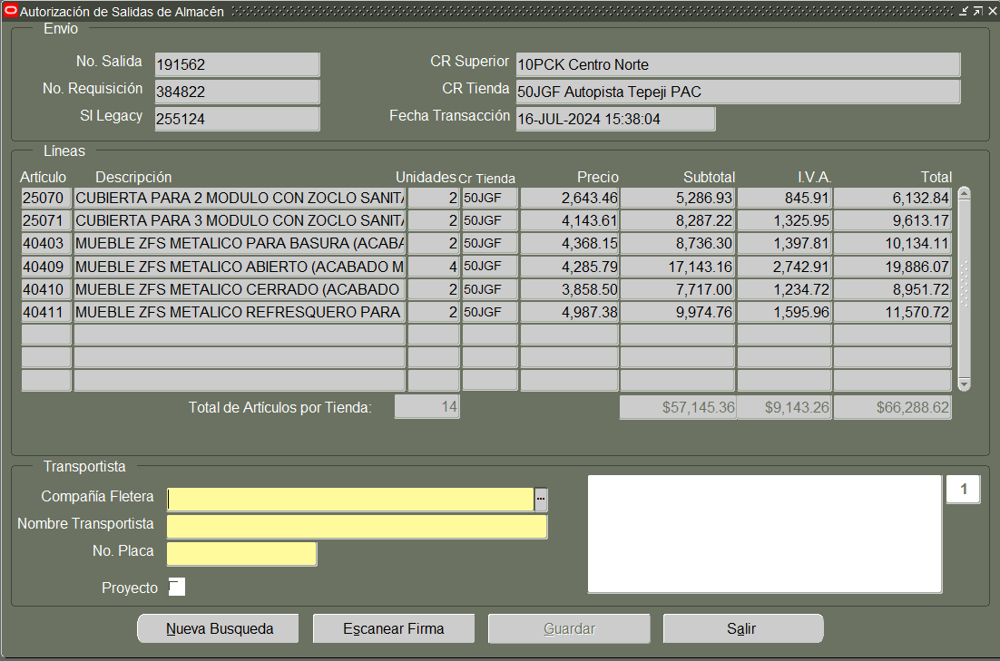 Autorización de Salidas de Almacén
Envío
No. Salida 191562 CR Superior 10PCK Centro Norte
No. Requisición 384822 CR Tienda 50JGF Autopista Tepeji PAC
SI Legacy 255124 Fecha Transacción 16-JUL-2024 15:38:04
Líneas
Artículo Descripción Unidades Cr Tienda Precio Subtotal I.V.A. Total
25070 CUBIERTA PARA 2 MODULO CON ZOCLO SANITA 2 50JGF 2,643.46 5,286.93 845.91 6,132.84
25071 CUBIERTA PARA 3 MODULO CON ZOCLO SANITA 2 50JGF 4,143.61 8,287.22 1,325.95 9,613.17
40403 MUEBLE ZFS METALICO PARA BASURA (ACABA 2 50JGF 4,368.15 8,736.30 1,397.81 10,134.11
40409 MUEBLE ZFS METALICO ABIERTO (ACABADO M 4 50JGF 4,285.79 17,143.16 2,742.91 19,886.07
40410 MUEBLE ZFS METALICO CERRADO (ACABADO 2 50JGF 3,858.50 7,717.00 1,234.72 8,951.72
40411 MUEBLE ZFS METALICO REFRESQUERO PARA 2 50JGF 4,987.38 9,974.76 1,595.96 11,570.72
Total de Artículos por Tienda: 14 $57,145.36 $9,143.26 $66,288.62
Transportista
Compañía Fletera ...
1
Nombre Transportista
No. Placa
Proyecto
Nueva Busqueda Escanear Firma Guardar Salir